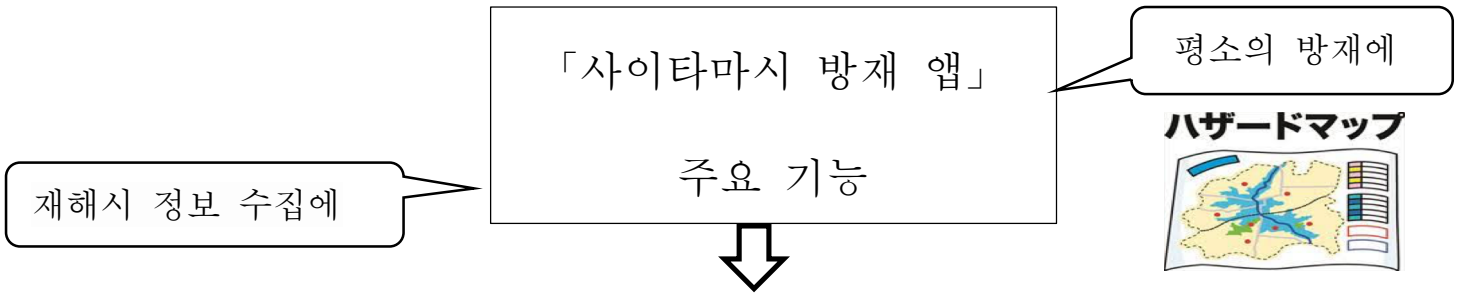 「사이타마시 방재 앱」
주요 기능
평소의 방재에
재해시 정보 수집에
ハザードマップ